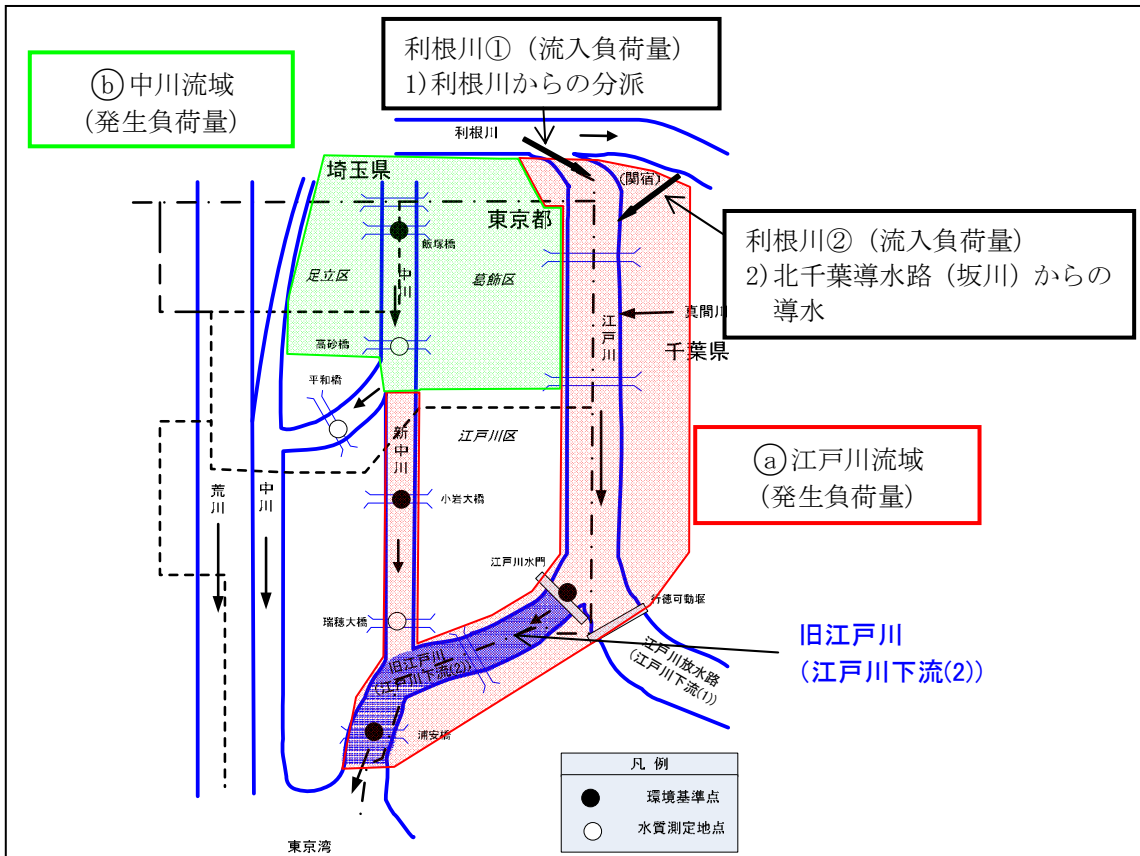 利根川①（流入負荷量）
1)利根川からの分派
ⓑ中川流域
(発生負荷量)
利根川
埼玉県
(関宿)
東京都
利根川②（流入負荷量）
2)北千葉導水路（坂川）からの
導水
飯塚橋
足立区
中川
葛飾区
江戸川
真間川
千葉県
高砂橋
平和橋
新中川
江戸川区
ⓐ江戸川流域
(発生負荷量)
荒川
中川
小岩大橋
江戸川水門
行徳可動堰
瑞穂大橋
旧江戸川
(江戸川下流(2))
江戸川放水路
(江戸川下流(1))
旧江戸川
(江戸川下流(2))
浦安橋
凡 例
環境基準点
水質測定地点
東京湾